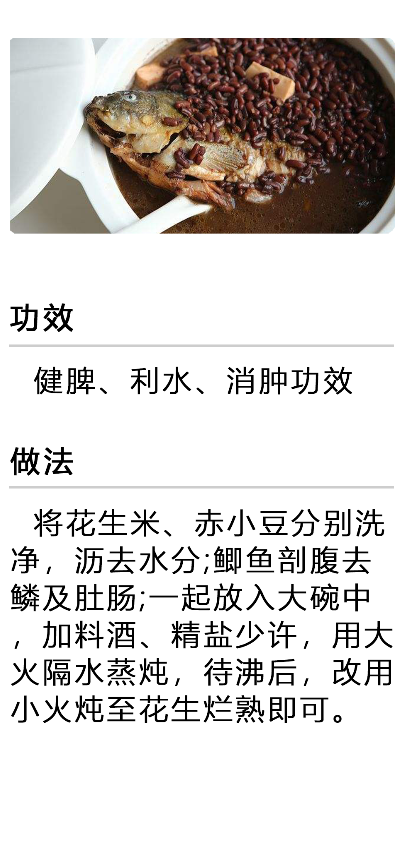 功效
健脾、利水、消肿功效
做法
将花生米、赤小豆分别洗
净，沥去水分;鲫鱼剖腹去
鳞及肚肠;一起放入大碗中
，加料酒、精盐少许，用大
火隔水蒸炖，待沸后，改用
小火炖至花生烂熟即可。